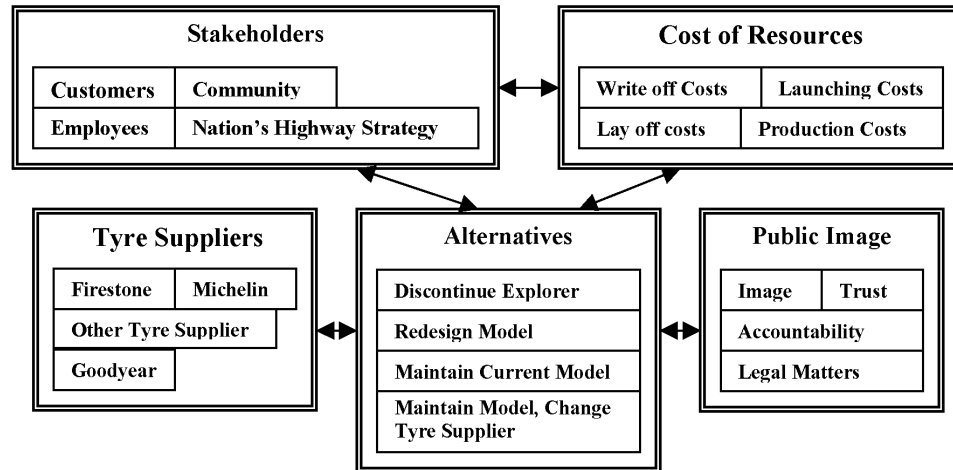 Stakeholders
Customers
Community
Employees
Nation's Highway Strategy
Cost of Resources
Write off Costs
Launching Costs
Lay off costs
Production Costs
Tyre Suppliers
Firestone
Michelin
Other Tyre Supplier
Goodyear
Alternatives
Discontinue Explorer
Redesign Model
Maintain Current Model
Maintain Model, Change
Tyre Supplier
Public Image
Image
Trust
Accountability
Legal Matters